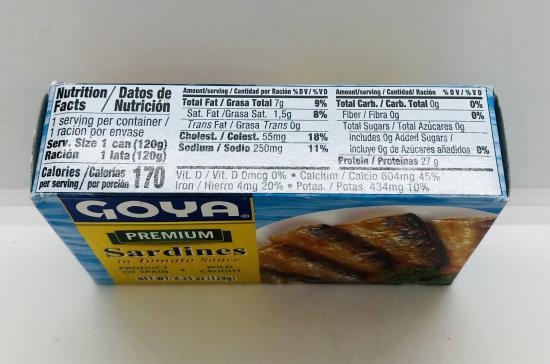 Nutrition / Datos de
Facts / Nutrición
1 serving per container /
1 ración por envase
Serv. Size 1 can (120g)
Ración 1 lata (120g)
Calories / Calorías 170
per serving / per porción
Amount/serving / Cantidad por Ración %DV/%VD
Total Fat / Grasa Total 7g 9%
Sat. Fat /Grasa Sat. 1,5g 8%
Trans Fat / Grasa Trans 0g
Cholest. / Colest. 55mg 18%
Sodium / Sodio 250mg 11%
Amount/serving / Cantidad/ Ración %DV/%VD
Total Carb. / Carb. Total 0g 0%
Fiber / Fibra 0g 0%
Total Sugars / Total Azúcares 0g
Includes 0g Added Sugars /
Incluye 0g de Azúcares añadidos 0%
Protein / Proteínas 27 g
Vit. D / Vit. D 0mcg 0% • Calcium / Calcio 604mg 45%
Iron / Hierro 4mg 20% • Potas. / Potas. 434mg 10%
GOYA
PREMIUM
Sardines
in Tomato Sauce
PRODUCT OF SPAIN • WILD CAUGHT
NET WT. 4.25 oz (120g)